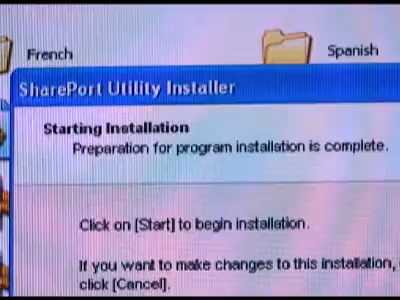 French
Spanish
SharePort Utility Installer
Starting Installation
Preparation for program installation is complete.
Click on [Start] to begin installation.
If you want to make changes to this installation,
click [Cancel].